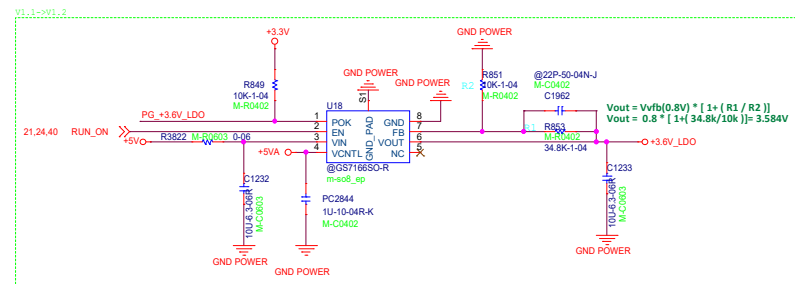 V1.1->V1.2
+3.3V
GND POWER
R849
10K-1-04
M-R0402
GND POWER
GND POWER
R851
10K-1-04
M-R0402
R2
@22P-50-04N-J
M-C0402
C1962
Vout = Vvfb(0.8V) * [ 1+ ( R1 / R2 )]
Vout = 0.8 * [ 1+( 34.8k/10k )]= 3.584V
U18
S1
PG_+3.6V_LDO
1
2
3
4
POK
EN
VIN
VCNTL
GND_PAD
GND
FB
VOUT
NC
8
7
6
5
21,24,40
RUN_ON
+5V
R3822
M-R0603
0-06
+5VA
R1
R853
M-R0402
34.8K-1-04
+3.6V_LDO
@GS7166SO-R
m-so8_ep
C1232
10U-6.3-06R
M-C0603
PC2844
1U-10-04R-K
M-C0402
C1233
10U-6.3-06R
M-C0603
GND POWER
GND POWER
GND POWER